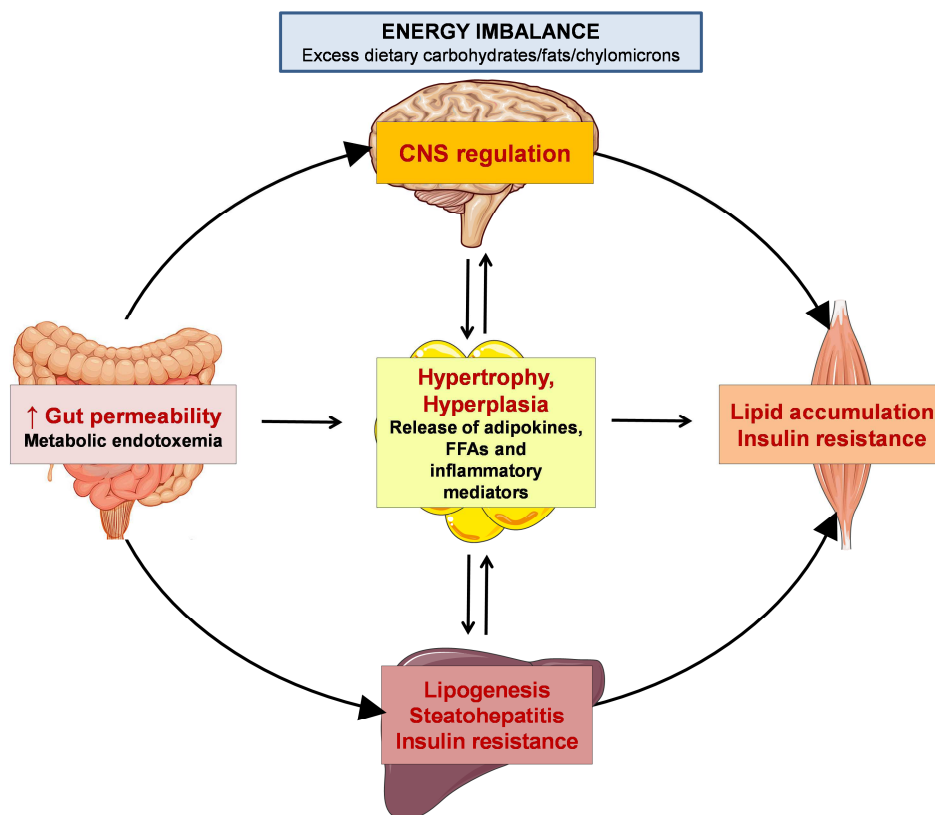 ENERGY IMBALANCE
Excess dietary carbohydrates/fats/chylomicrons
CNS regulation
↑ Gut permeability
Metabolic endotoxemia
Hypertrophy,
Hyperplasia
Release of adipokines,
FFAs and
inflammatory
mediators
Lipid accumulation
Insulin resistance
Lipogenesis
Steatohepatitis
Insulin resistance